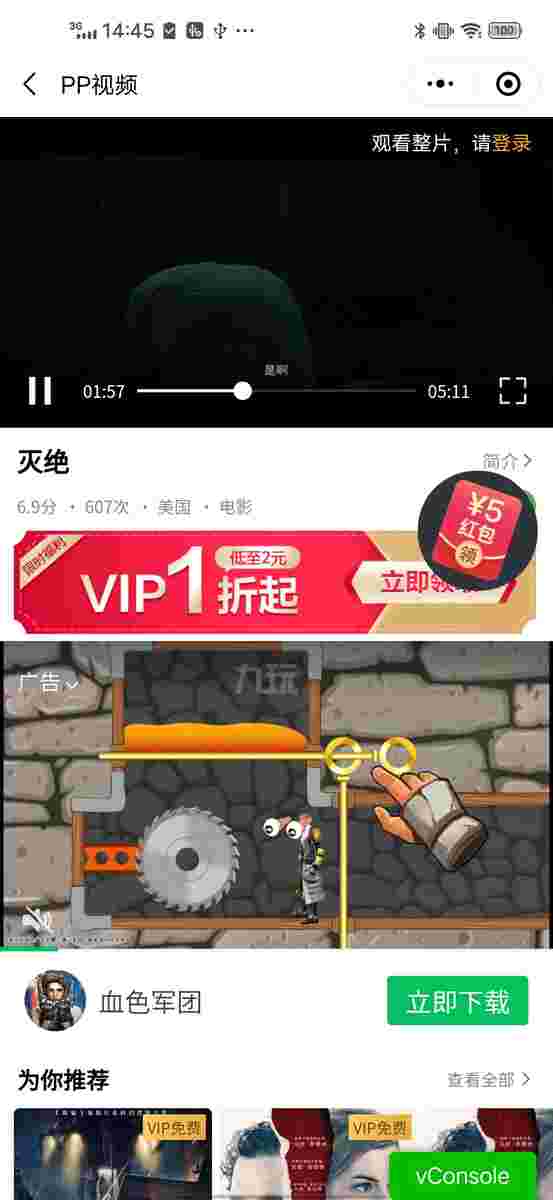 3G 14:45 100
PP视频
观看整片，请登录
是啊
01:57 05:11
灭绝
简介
6.9分 · 607次 · 美国 · 电影
¥5
红包
领
限时福利
VIP1折起
低至2元
立即领
九玩
广告
血色军团
立即下载
为你推荐
查看全部
VIP免费
VIP免费
vConsole